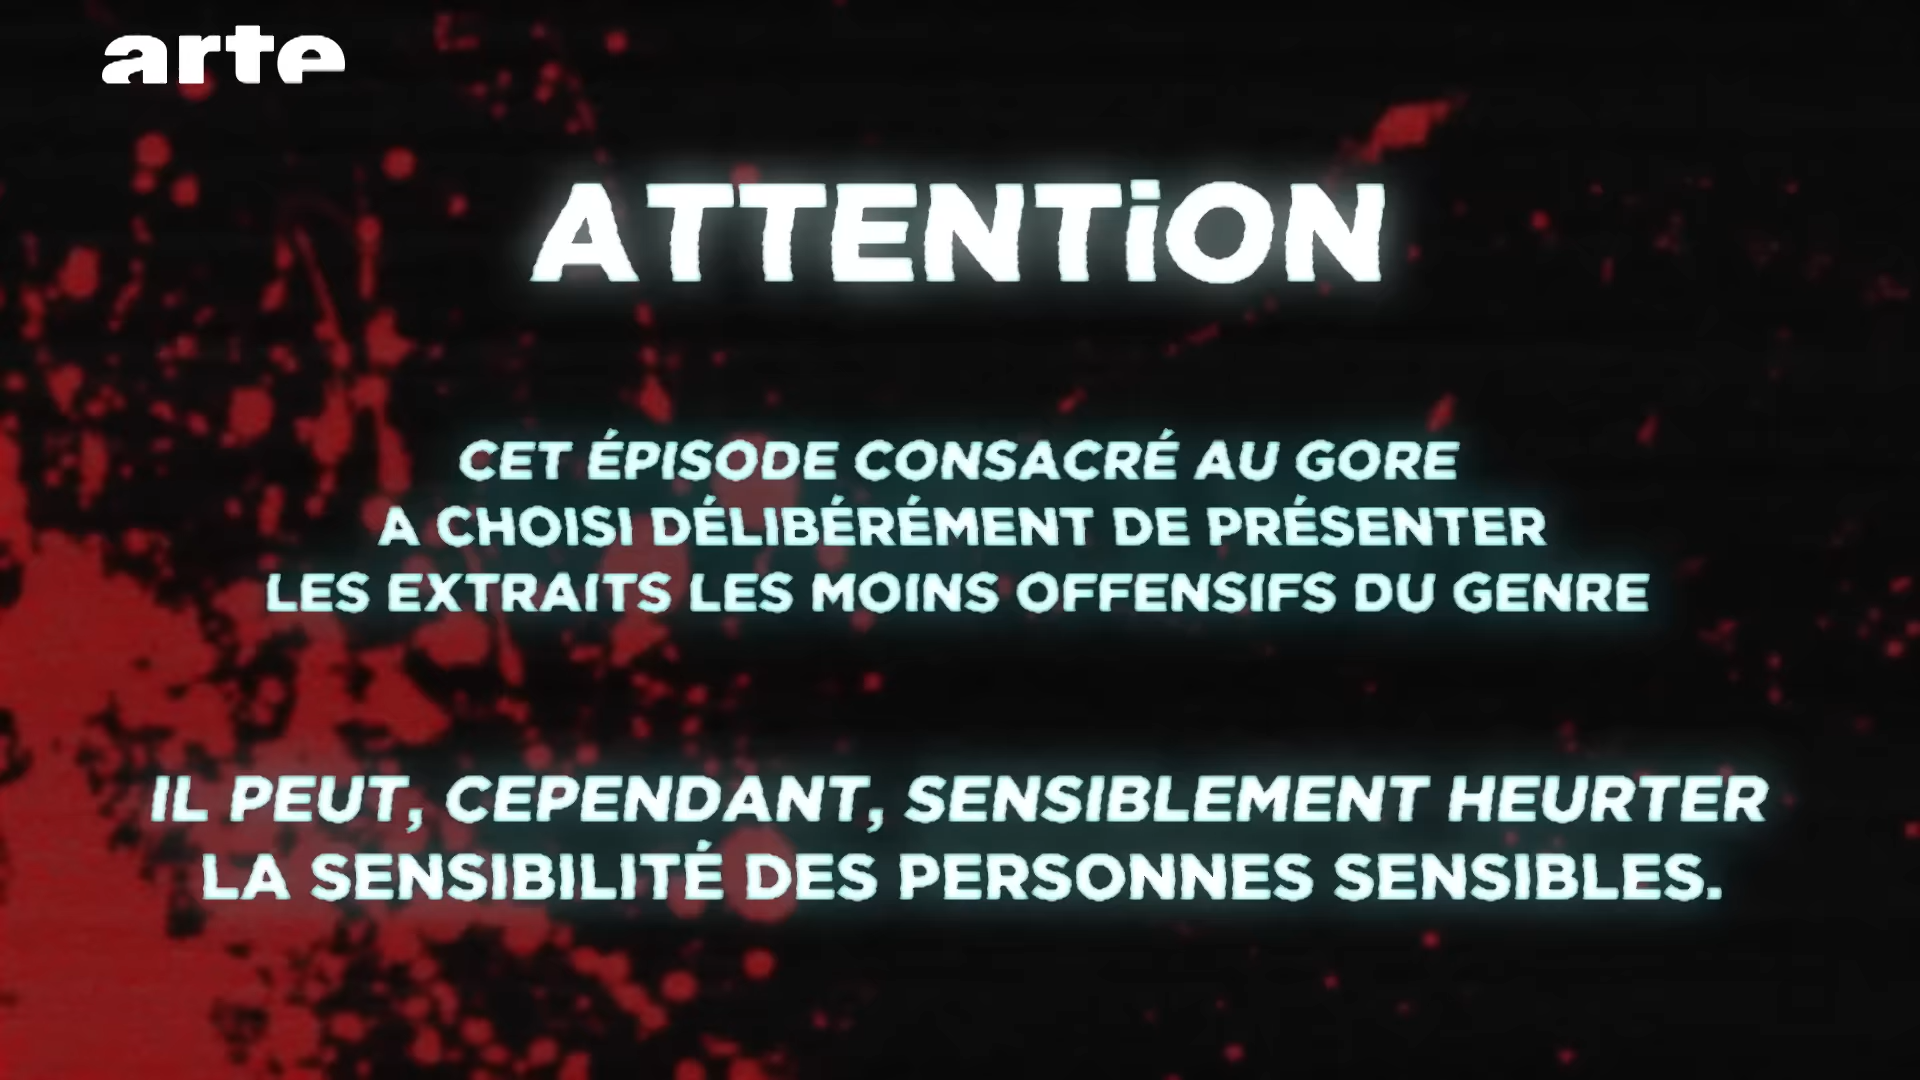 arte
ATTENTiON
CET ÉPISODE CONSACRÉ AU GORE
A CHOISI DÉLIBÉRÉMENT DE PRÉSENTER
LES EXTRAITS LES MOINS OFFENSIFS DU GENRE
IL PEUT, CEPENDANT, SENSIBLEMENT HEURTER
LA SENSIBILITÉ DES PERSONNES SENSIBLES.